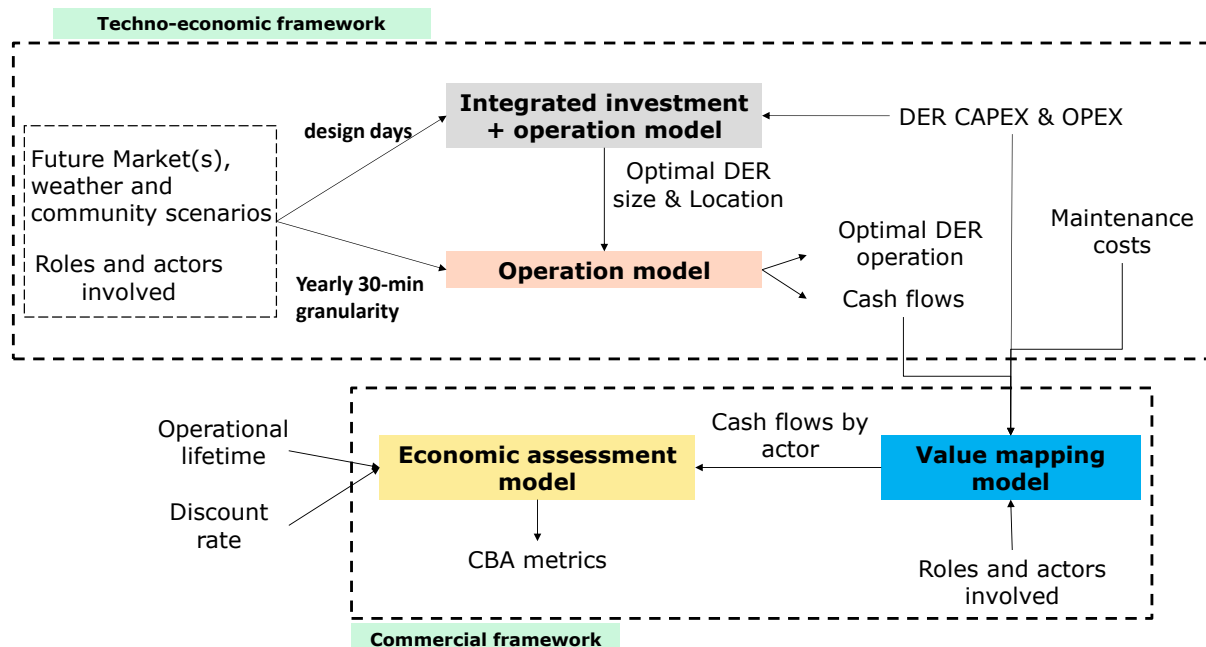 Techno-economic framework
Integrated investment
+ operation model
DER CAPEX & OPEX
design days
Future Market(s),
weather and
community scenarios
Roles and actors
involved
Optimal DER
size & Location
Maintenance
costs
Optimal DER
operation
Operation model
Yearly 30-min
granularity
Cash flows
Operational
lifetime
Cash flows by
actor
Economic assessment
model
Value mapping
model
Discount
rate
CBA metrics
Roles and actors
involved
Commercial framework